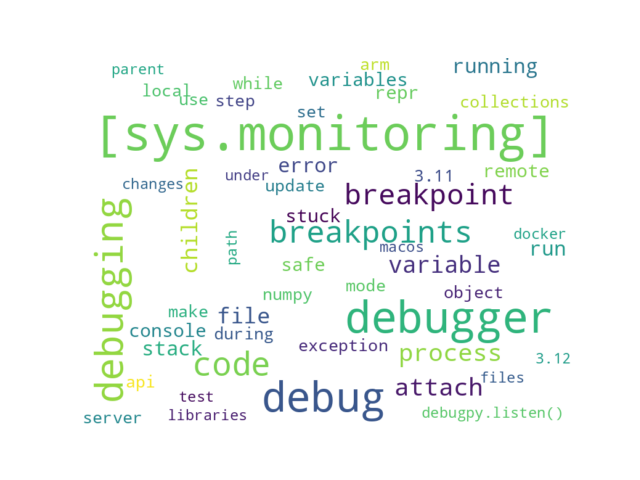 parent
arm
running
local
while
variables
use
step
repr
collections
set
[sys.monitoring]
error
children
under
3.11
remote
changes
update
breakpoint
debugging
stuck
breakpoints
path
macos
docker
run
safe
variable
numpy
mode
object
make
file
debugger
console
during
stack
exception
process
code
3.12
api
debug
attach
files
test
server
libraries
debugpy.listen()